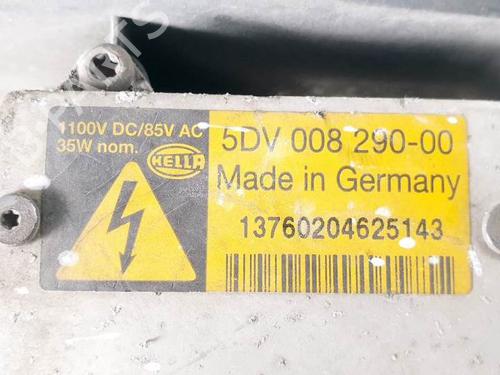 1100V DC/85V AC
35W nom.
HELLA
5DV 008 290-00
Made in Germany
13760204625143